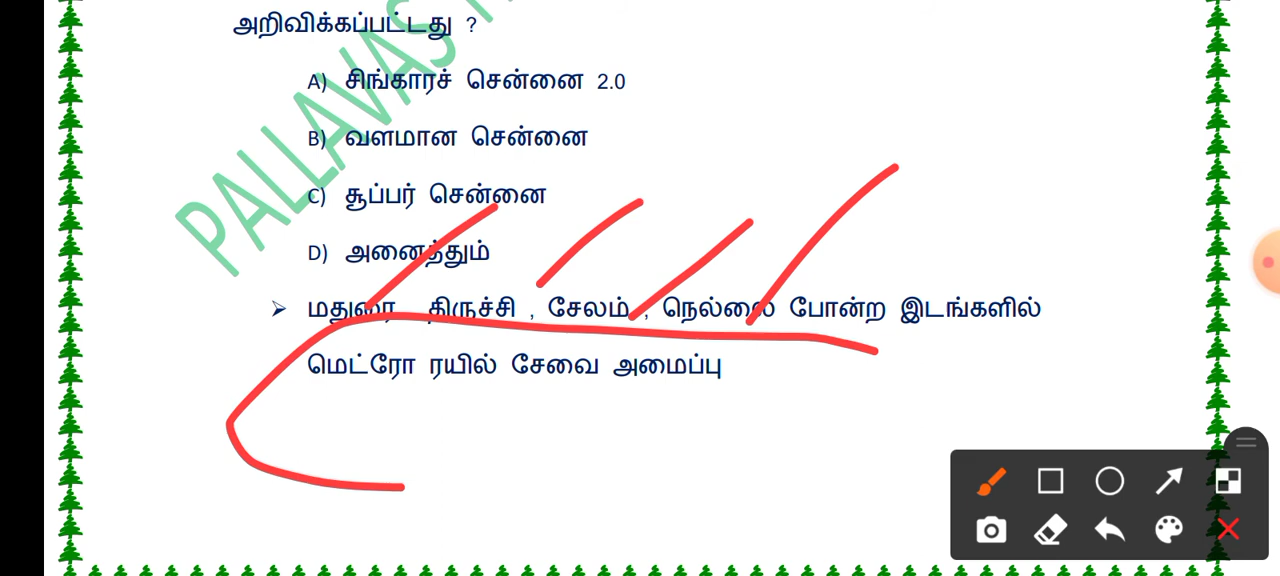 அறிவிக்கப்பட்டது ?
A) சிங்காரச் சென்னை 2.0
B) வளமான சென்னை
C) சூப்பர் சென்னை
D) அனைத்தும்
➢ மதுரை திருச்சி , சேலம் , நெல்லை போன்ற இடங்களில்
மெட்ரோ ரயில் சேவை அமைப்பு
PALLAVAS